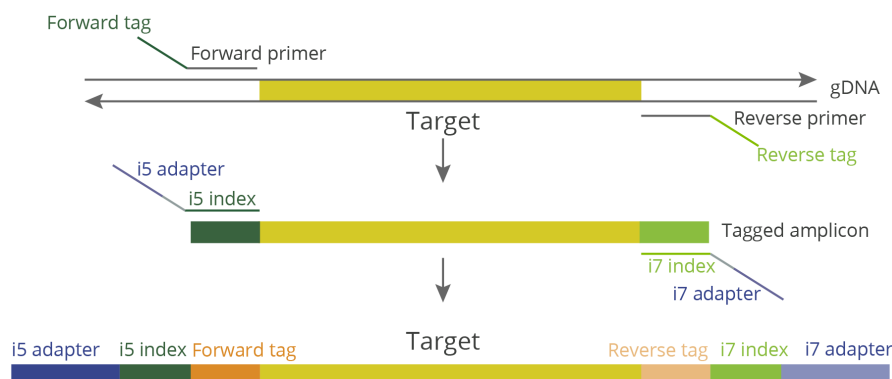 Forward tag
Forward primer
gDNA
Target
Reverse primer
Reverse tag
i5 adapter
i5 index
Tagged amplicon
i7 index
i7 adapter
Target
i5 adapter i5 index Forward tag Reverse tag i7 index i7 adapter